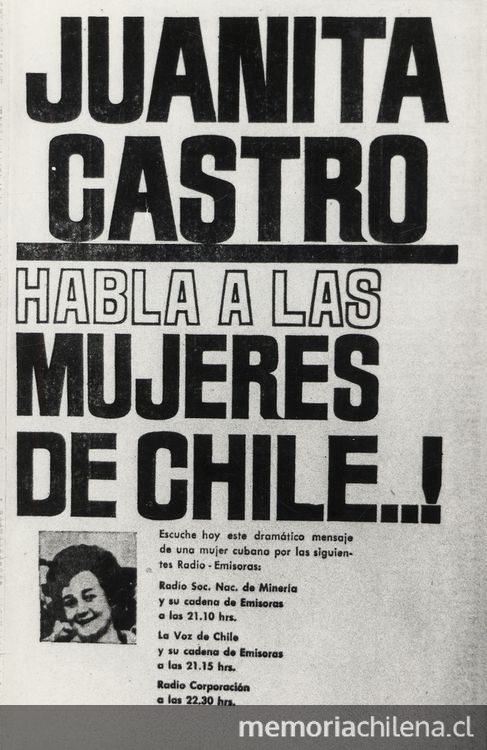 JUANITA
CASTRO
HABLA A LAS
MUJERES
DE CHILE...!
Escuche hoy este dramático mensaje
de una mujer cubana por las siguien-
tes Radio - Emisoras:
Radio Soc. Nac. de Minería
y su cadena de Emisoras
a las 21.10 hrs.
La Voz de Chile
y su cadena de Emisoras
a las 21.15 hrs.
Radio Corporación
a las 22.30 hrs.
memoriachilena.cl